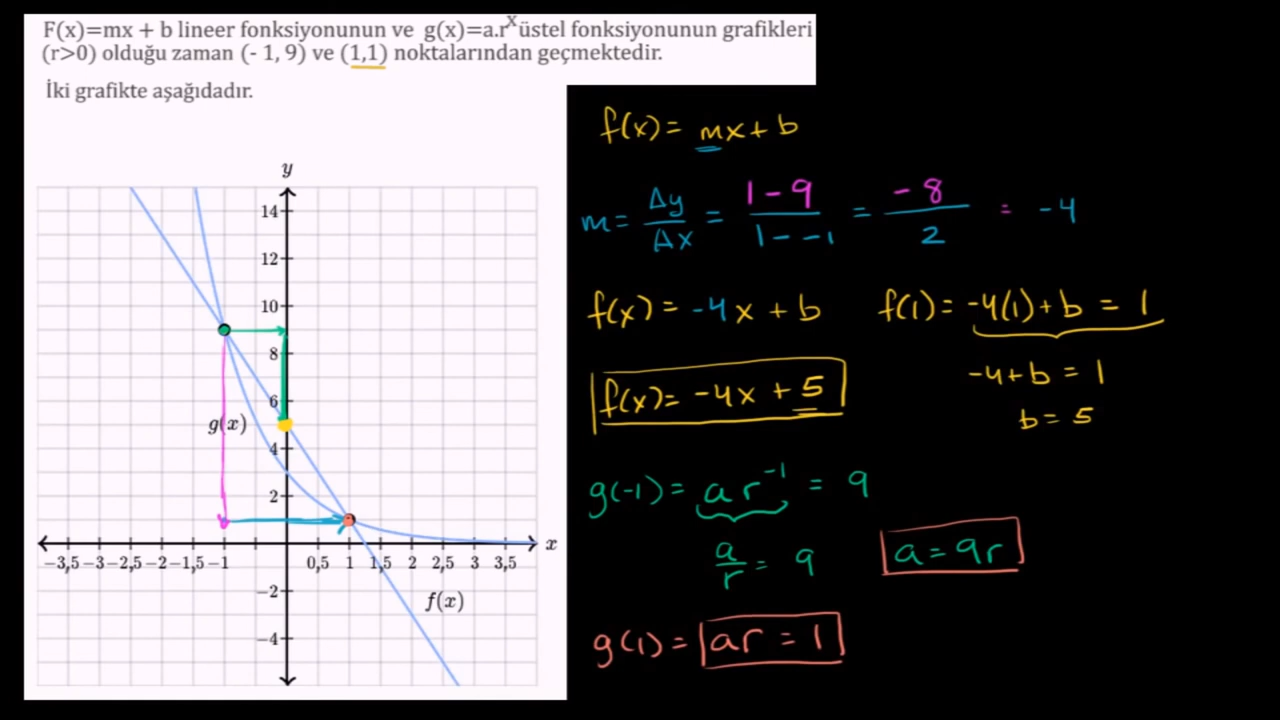 F(x)=mx + b lineer fonksiyonunun ve g(x)=a.r^x üstel fonksiyonunun grafikleri
(r>0) olduğu zaman (- 1, 9) ve (1,1) noktalarından geçmektedir.
İki grafikte aşağıdadır.
y
14
12
10
8
6
4
2
-2
-4
-3,5 -3 -2,5 -2 -1,5 -1 0,5 1 1,5 2 2,5 3 3,5 x
g(x)
f(x)
f(x) = mx + b
m = Δy/Δx = (1 - 9)/(1 - -1) = -8/2 = -4
f(x) = -4x + b f(1) = -4(1) + b = 1
-4 + b = 1
f(x) = -4x + 5
b = 5
g(-1) = ar^-1 = 9
a/r = 9 a = 9r
g(1) = ar = 1